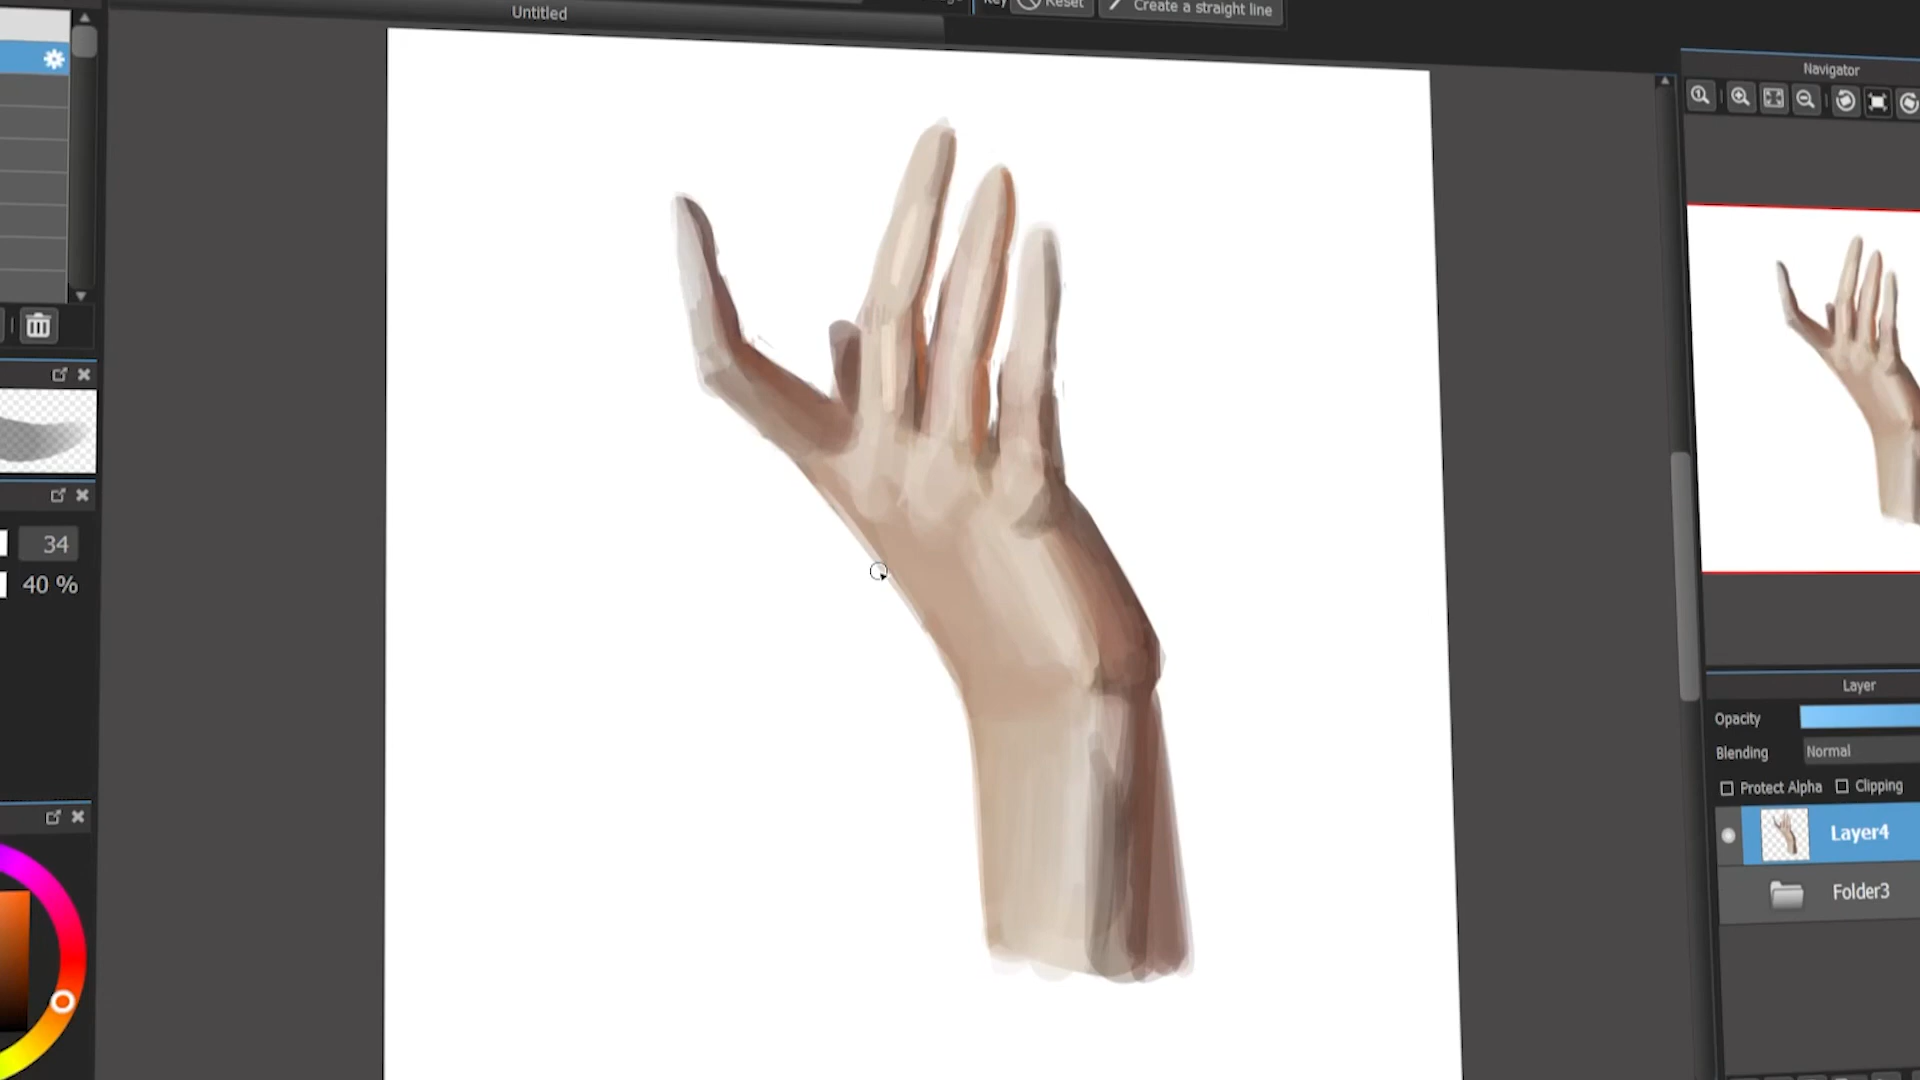 Untitled
Reset
Create a straight line
Navigator
34
40 %
Layer
Opacity
Blending
Normal
Protect Alpha
Clipping
Layer4
Folder3